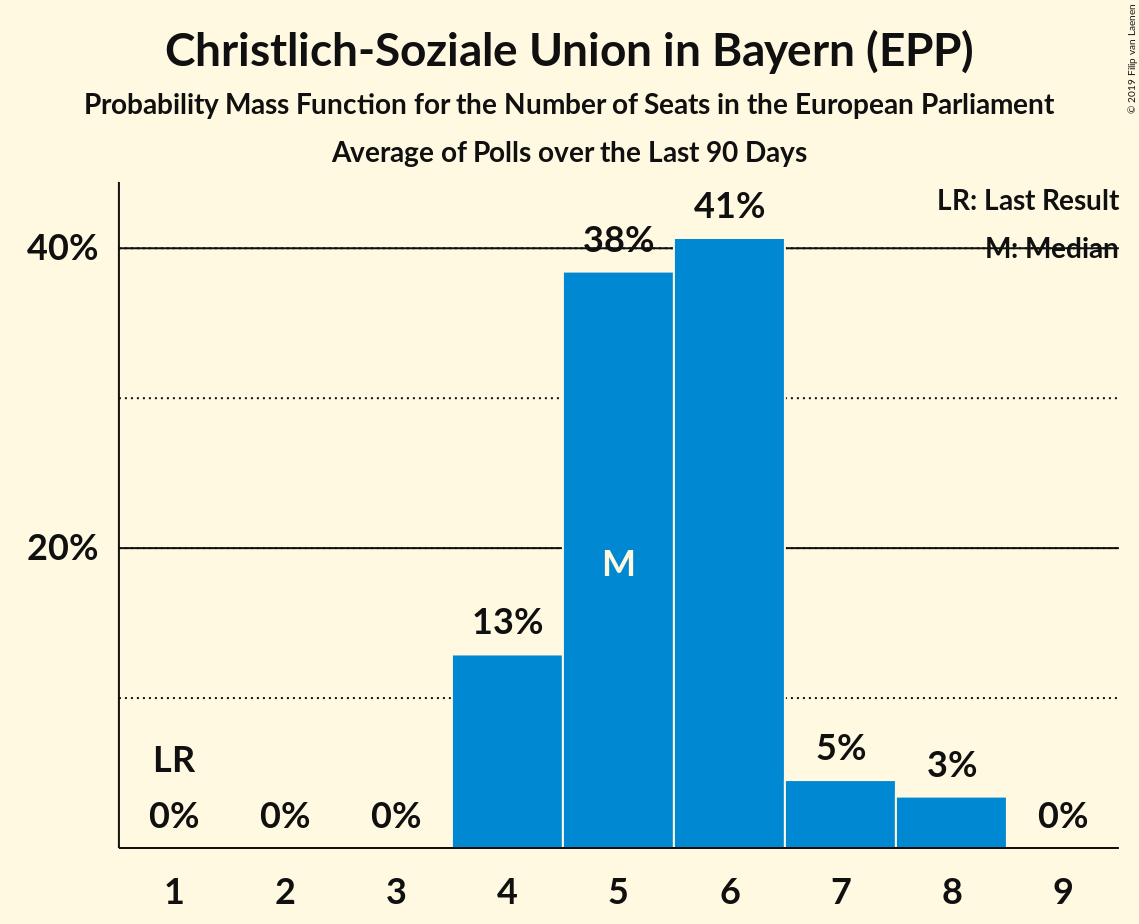 Christlich-Soziale Union in Bayern (EPP)
Probability Mass Function for the Number of Seats in the European Parliament
Average of Polls over the Last 90 Days
© 2019 Filip van Laenen
LR: Last Result
M: Median
40%
20%
LR
0%
0%
0%
13%
38%
M
41%
5%
3%
0%
1 2 3 4 5 6 7 8 9